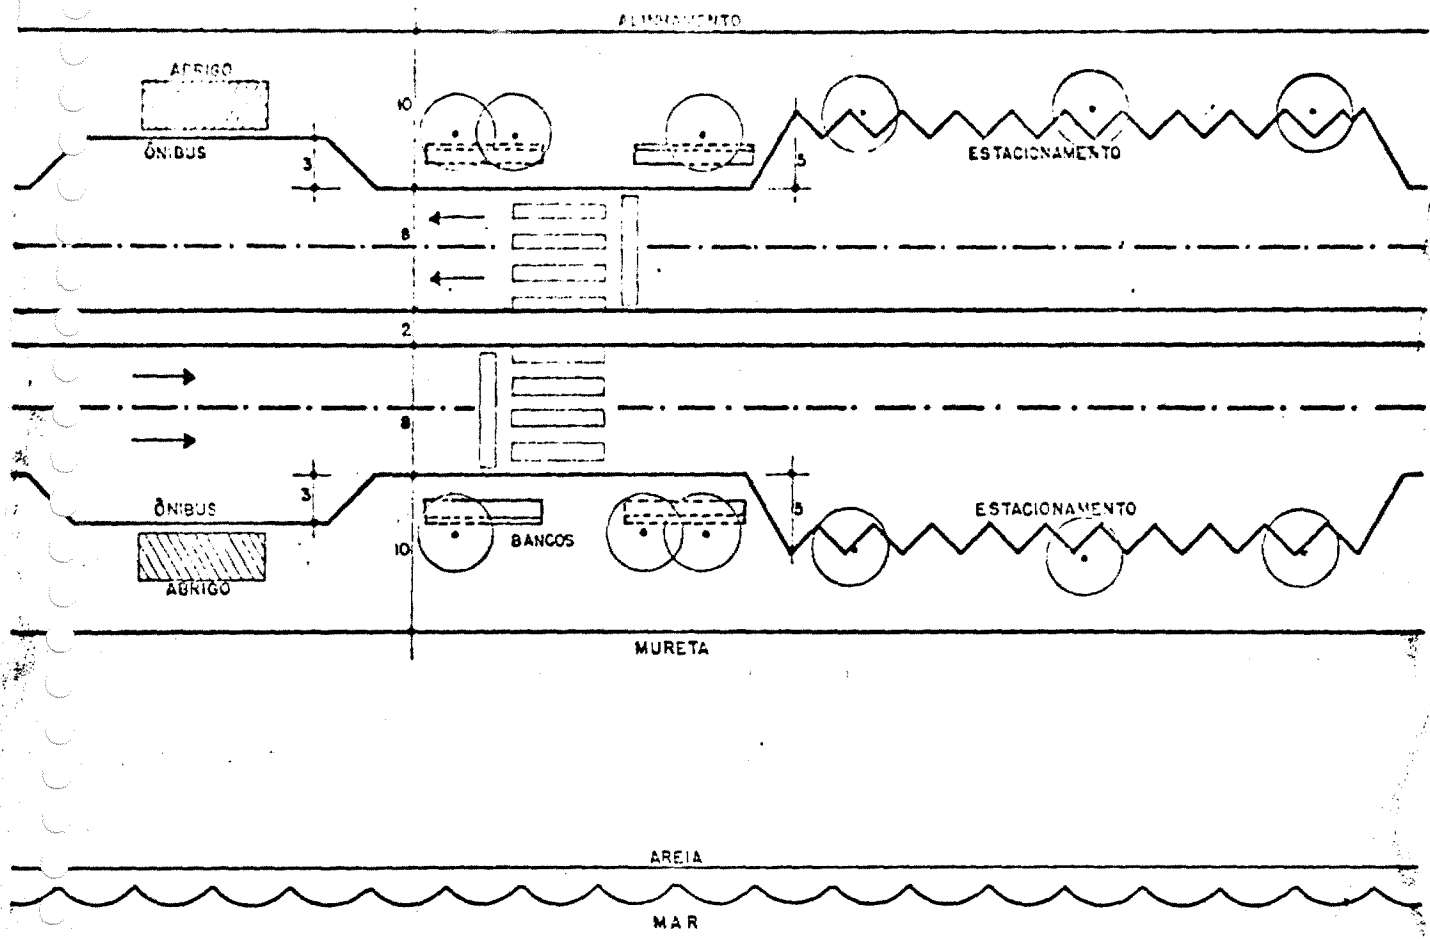 ALINHAMENTO
ABRIGO
10
ÔNIBUS
3
5
ESTACIONAMENTO
8
2
8
3
ÔNIBUS
5
ESTACIONAMENTO
10
BANCOS
ABRIGO
MURETA
AREIA
MAR